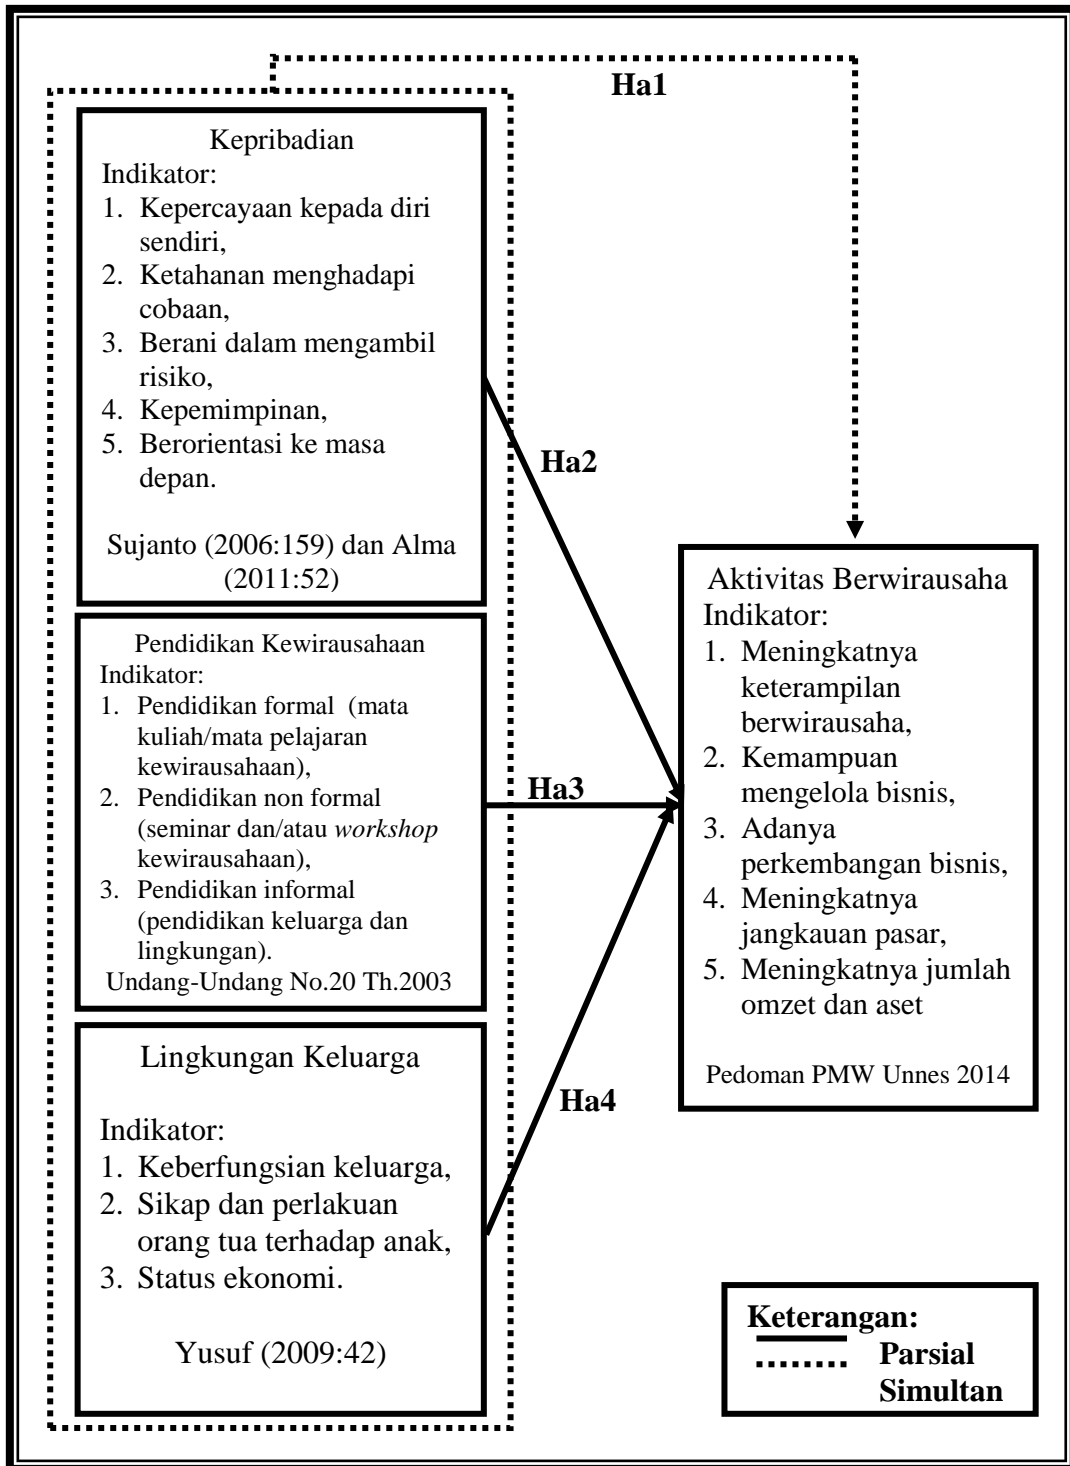 Ha1
Kepribadian
Indikator:
1. Kepercayaan kepada diri
sendiri,
2. Ketahanan menghadapi
cobaan,
3. Berani dalam mengambil
risiko,
4. Kepemimpinan,
5. Berorientasi ke masa
depan.
Sujanto (2006:159) dan Alma
(2011:52)
Ha2
Pendidikan Kewirausahaan
Indikator:
1. Pendidikan formal (mata
kuliah/mata pelajaran
kewirausahaan),
2. Pendidikan non formal
(seminar dan/atau workshop
kewirausahaan),
3. Pendidikan informal
(pendidikan keluarga dan
lingkungan).
Undang-Undang No.20 Th.2003
Ha3
Lingkungan Keluarga
Indikator:
1. Keberfungsian keluarga,
2. Sikap dan perlakuan
orang tua terhadap anak,
3. Status ekonomi.
Yusuf (2009:42)
Ha4
Aktivitas Berwirausaha
Indikator:
1. Meningkatnya
keterampilan
berwirausaha,
2. Kemampuan
mengelola bisnis,
3. Adanya
perkembangan bisnis,
4. Meningkatnya
jangkauan pasar,
5. Meningkatnya jumlah
omzet dan aset
Pedoman PMW Unnes 2014
Keterangan:
Parsial
Simultan